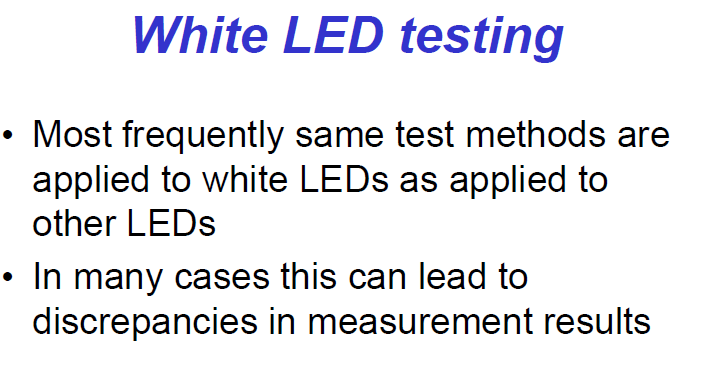 White LED testing
• Most frequently same test methods are
applied to white LEDs as applied to
other LEDs
• In many cases this can lead to
discrepancies in measurement results